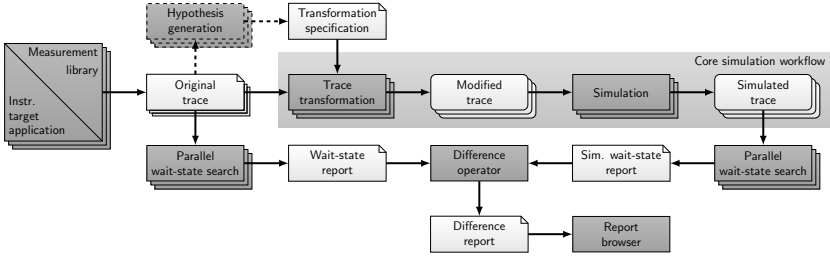 Hypothesis
generation
Transformation
specification
Core simulation workflow
Measurement
library
Instr.
target
application
Original
trace
Trace
transformation
Modified
trace
Simulation
Simulated
trace
Parallel
wait-state search
Wait-state
report
Difference
operator
Sim. wait-state
report
Parallel
wait-state search
Difference
report
Report
browser